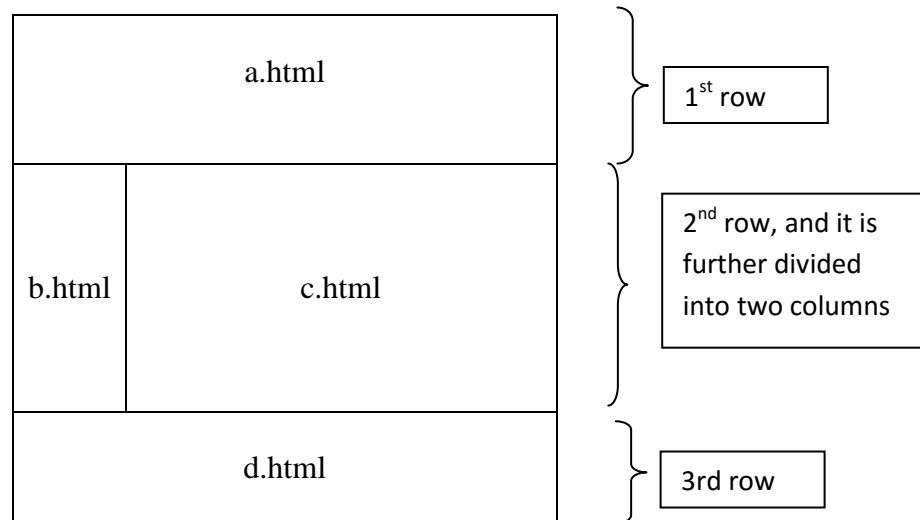 a.html
1st row
b.html
c.html
2nd row, and it is
further divided
into two columns
d.html
3rd row